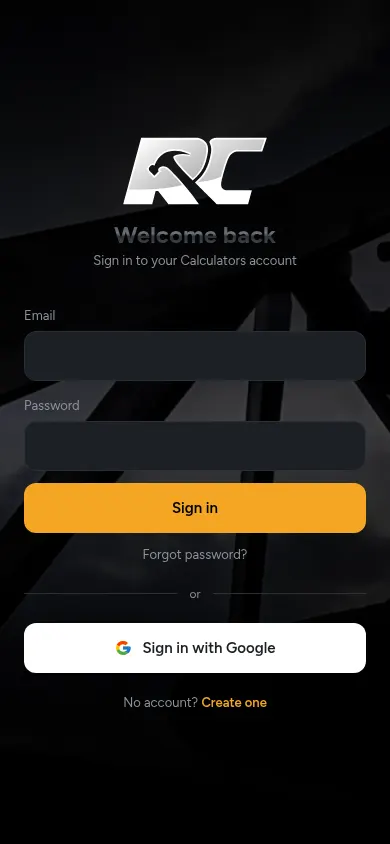 RC
Welcome back
Sign in to your Calculators account
Email
Password
Sign in
Forgot password?
or
Sign in with Google
No account? Create one